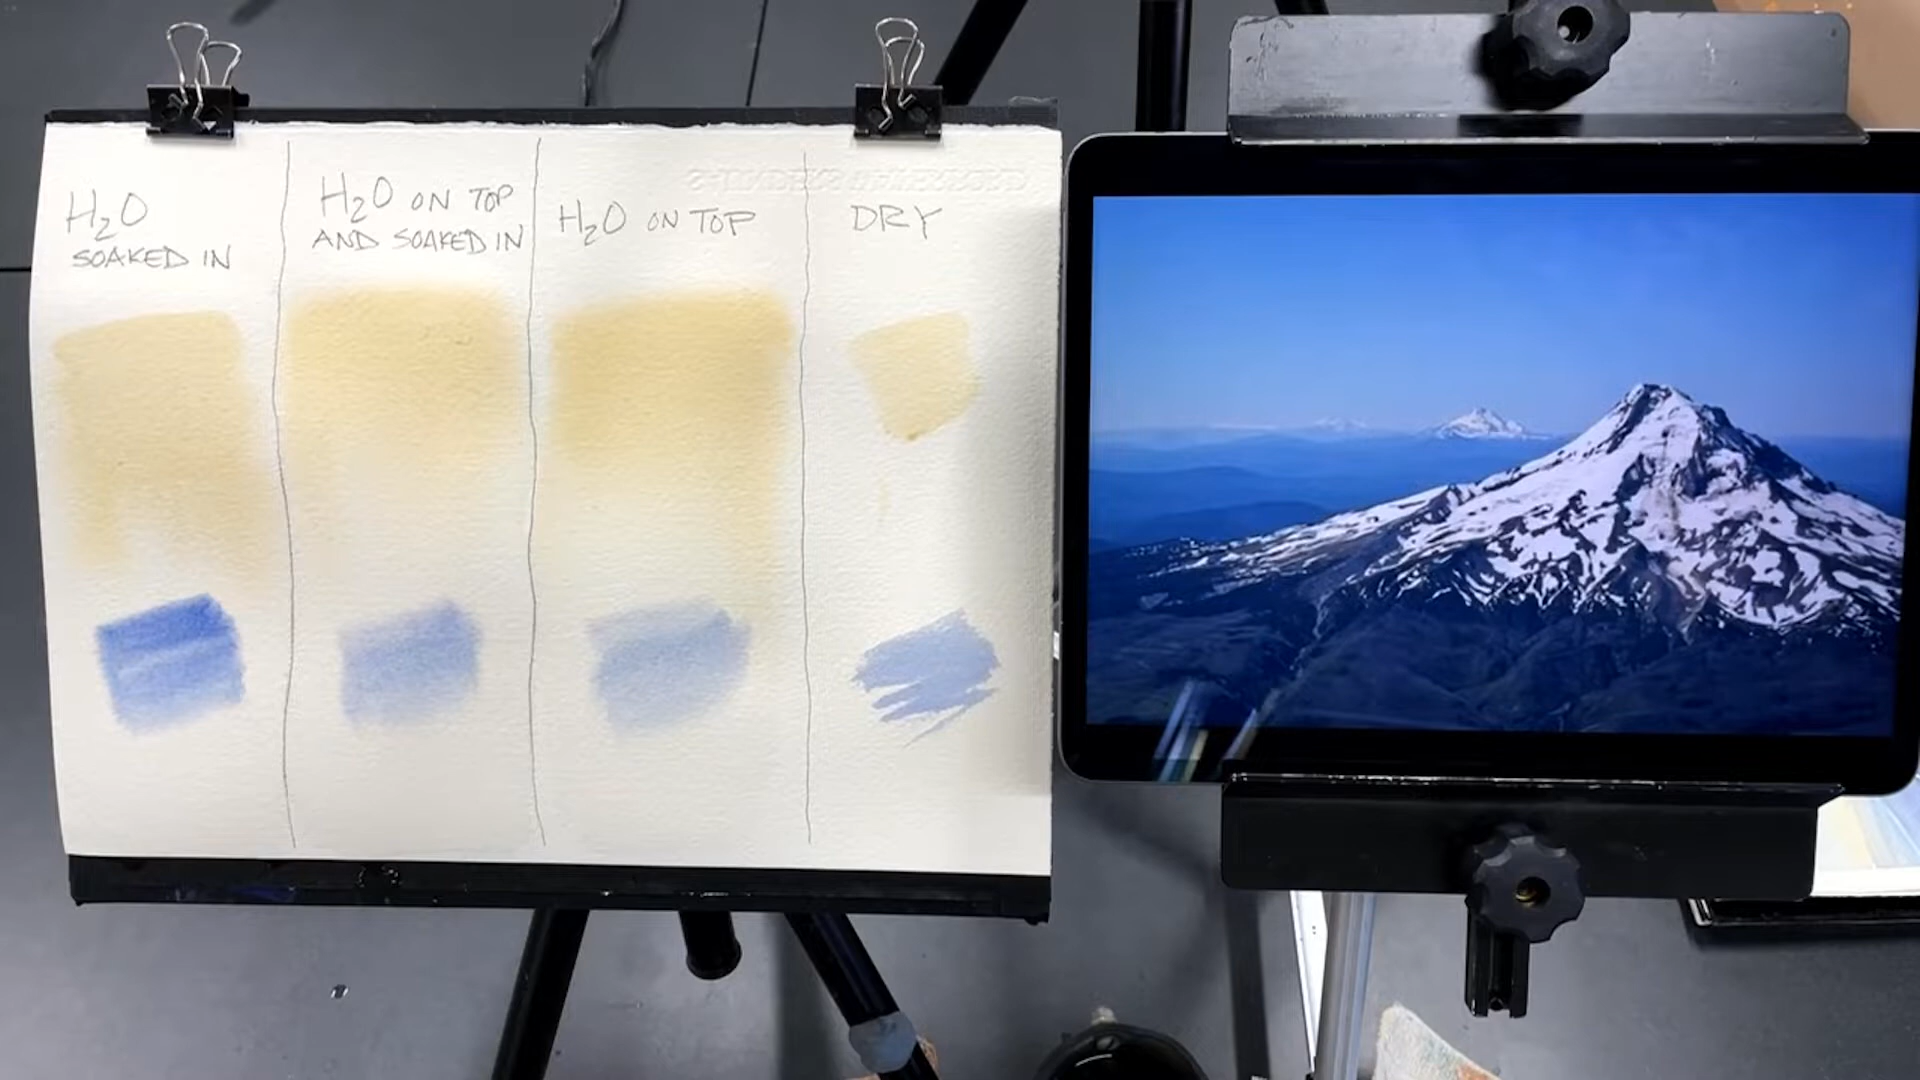 H₂O
SOAKED IN
H₂O ON TOP
AND SOAKED IN
H₂O ON TOP
DRY